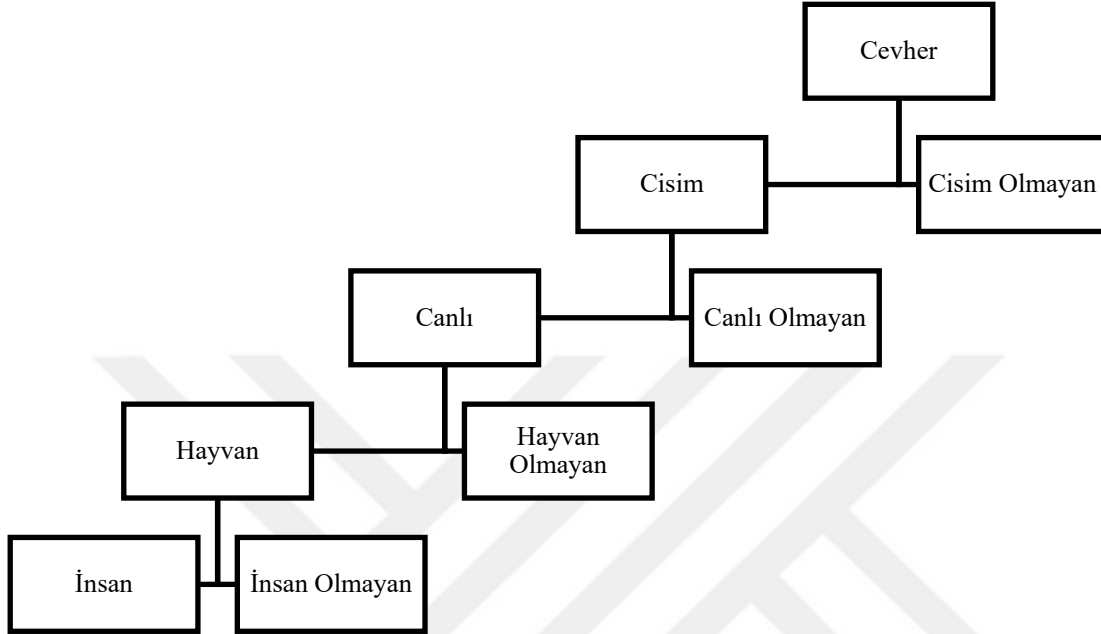 Cevher
Cisim
Cisim Olmayan
Canlı
Canlı Olmayan
Hayvan
Hayvan
Olmayan
İnsan
İnsan Olmayan